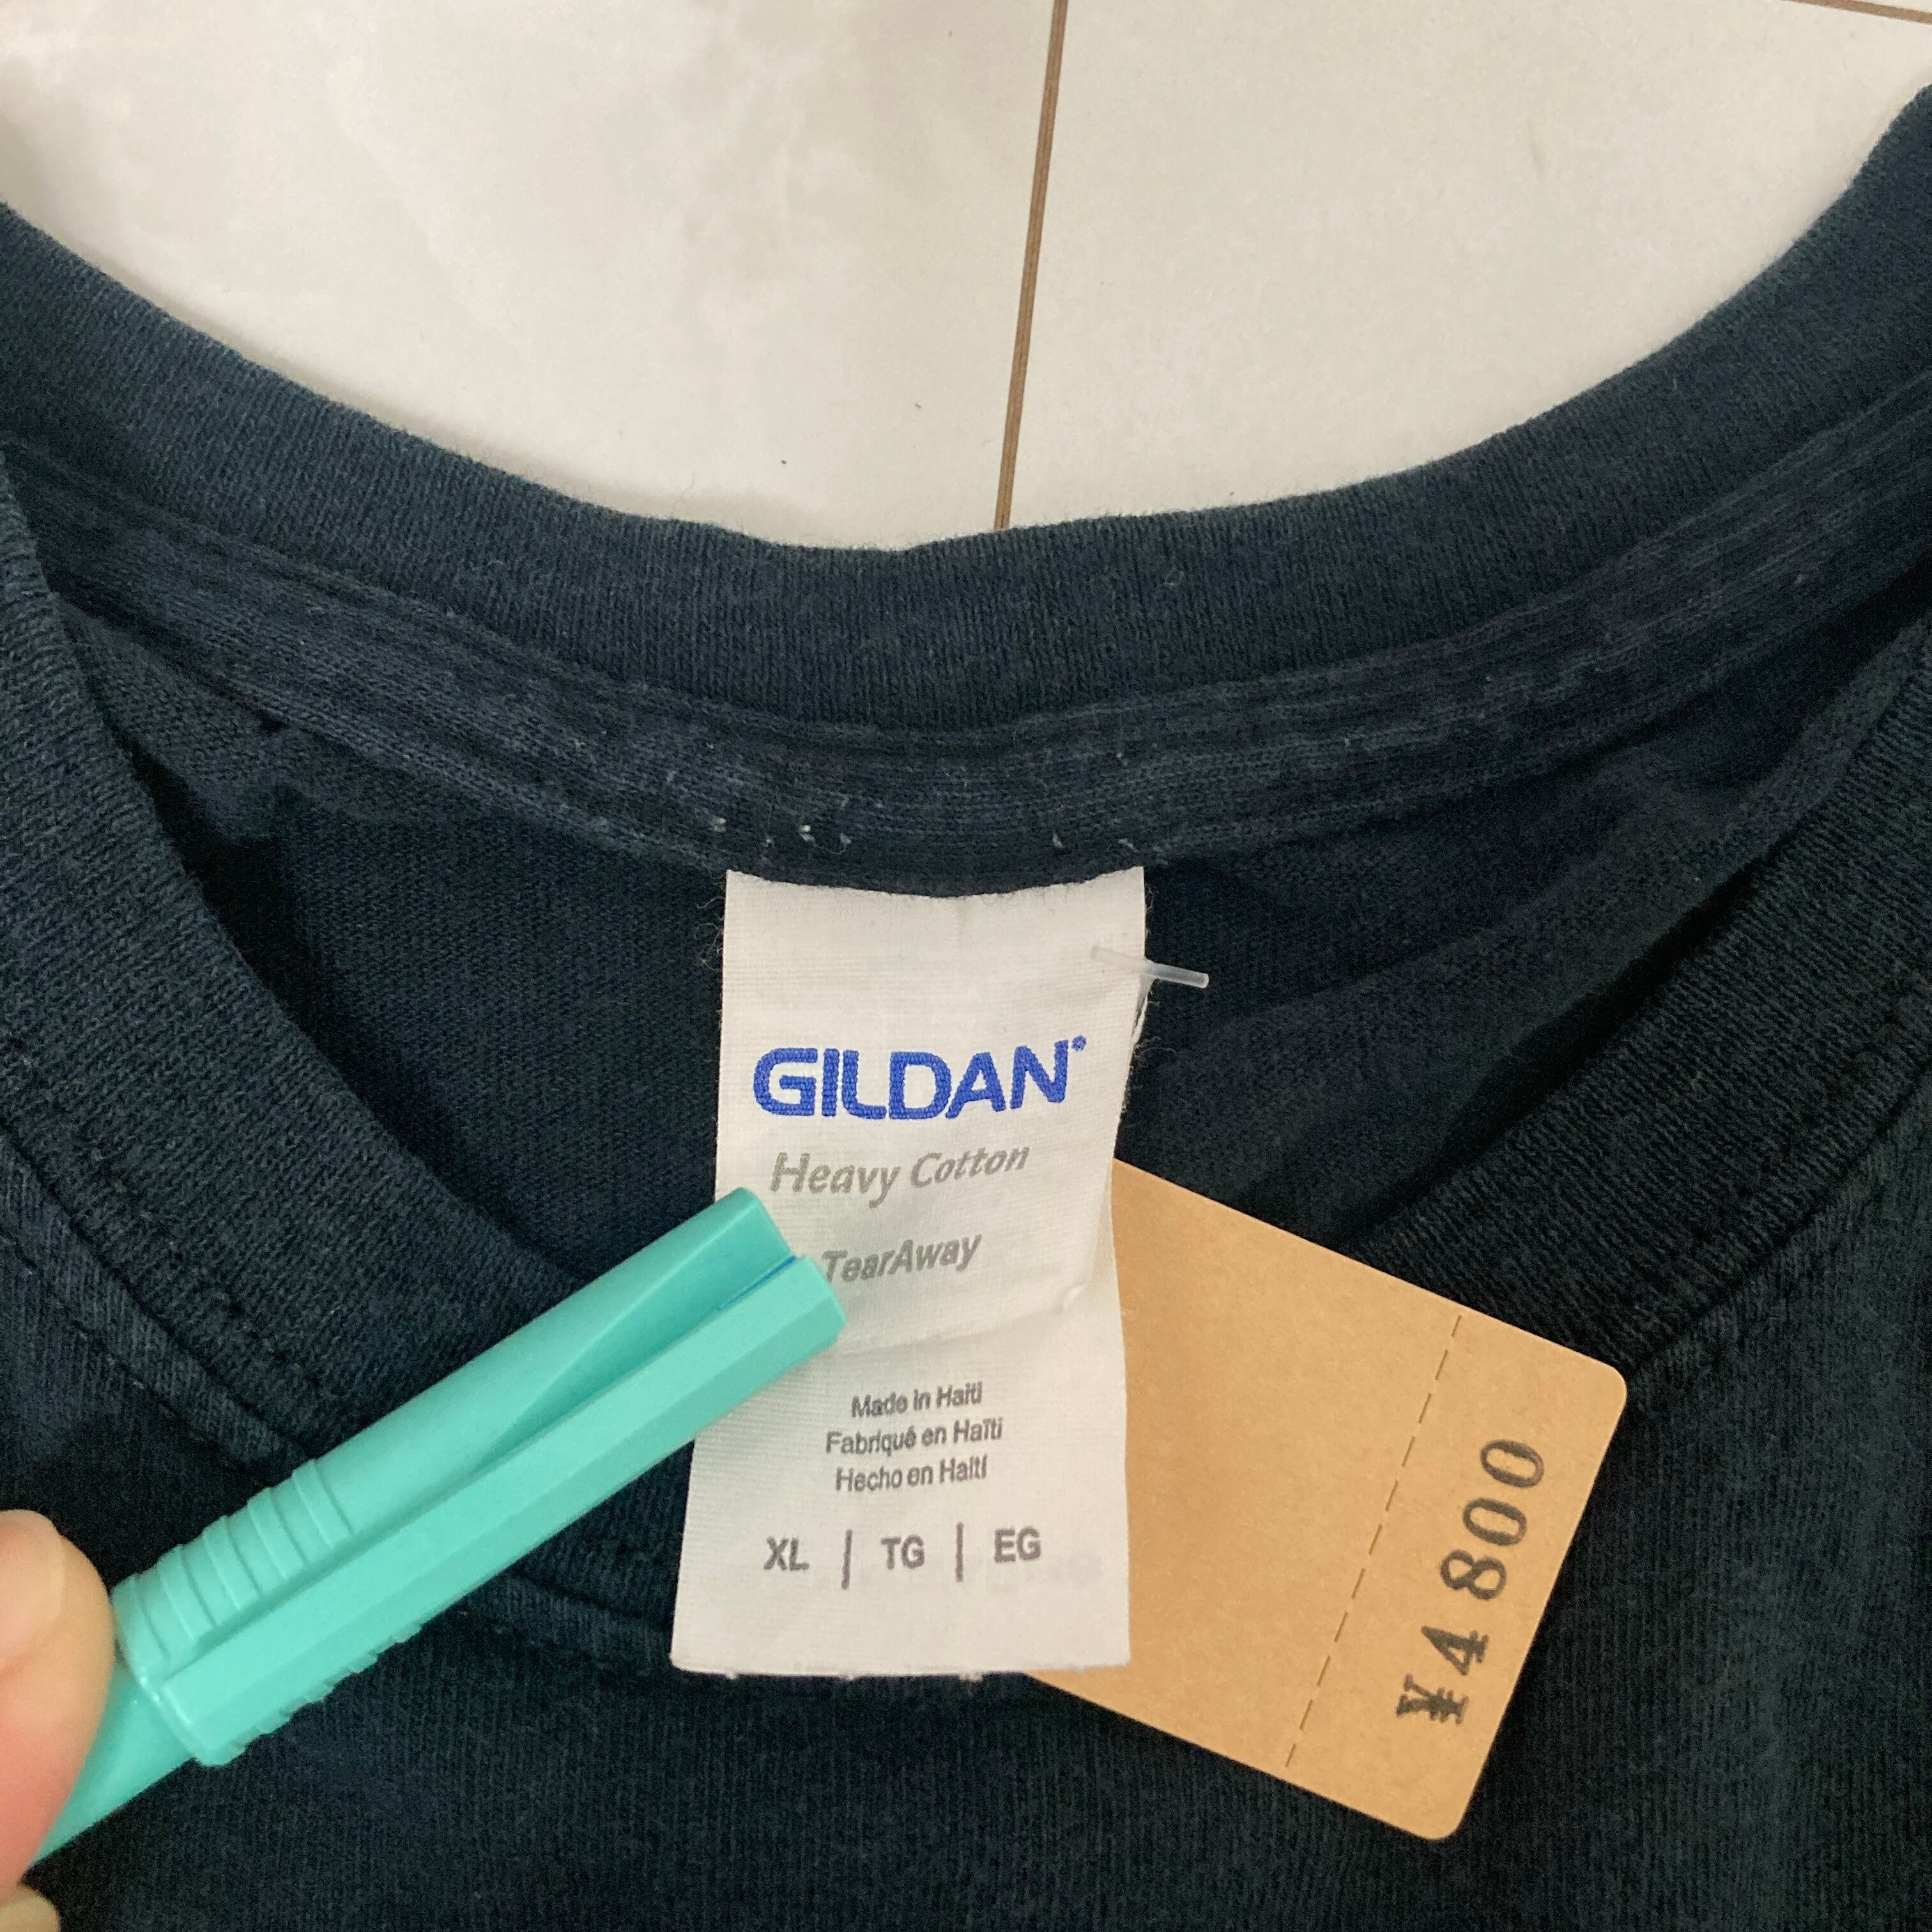 GILDAN®
Heavy Cotton
TearAway
Made in Haiti
Fabriqué en Haïti
Hecho en Haití
XL | TG | EG
¥4800